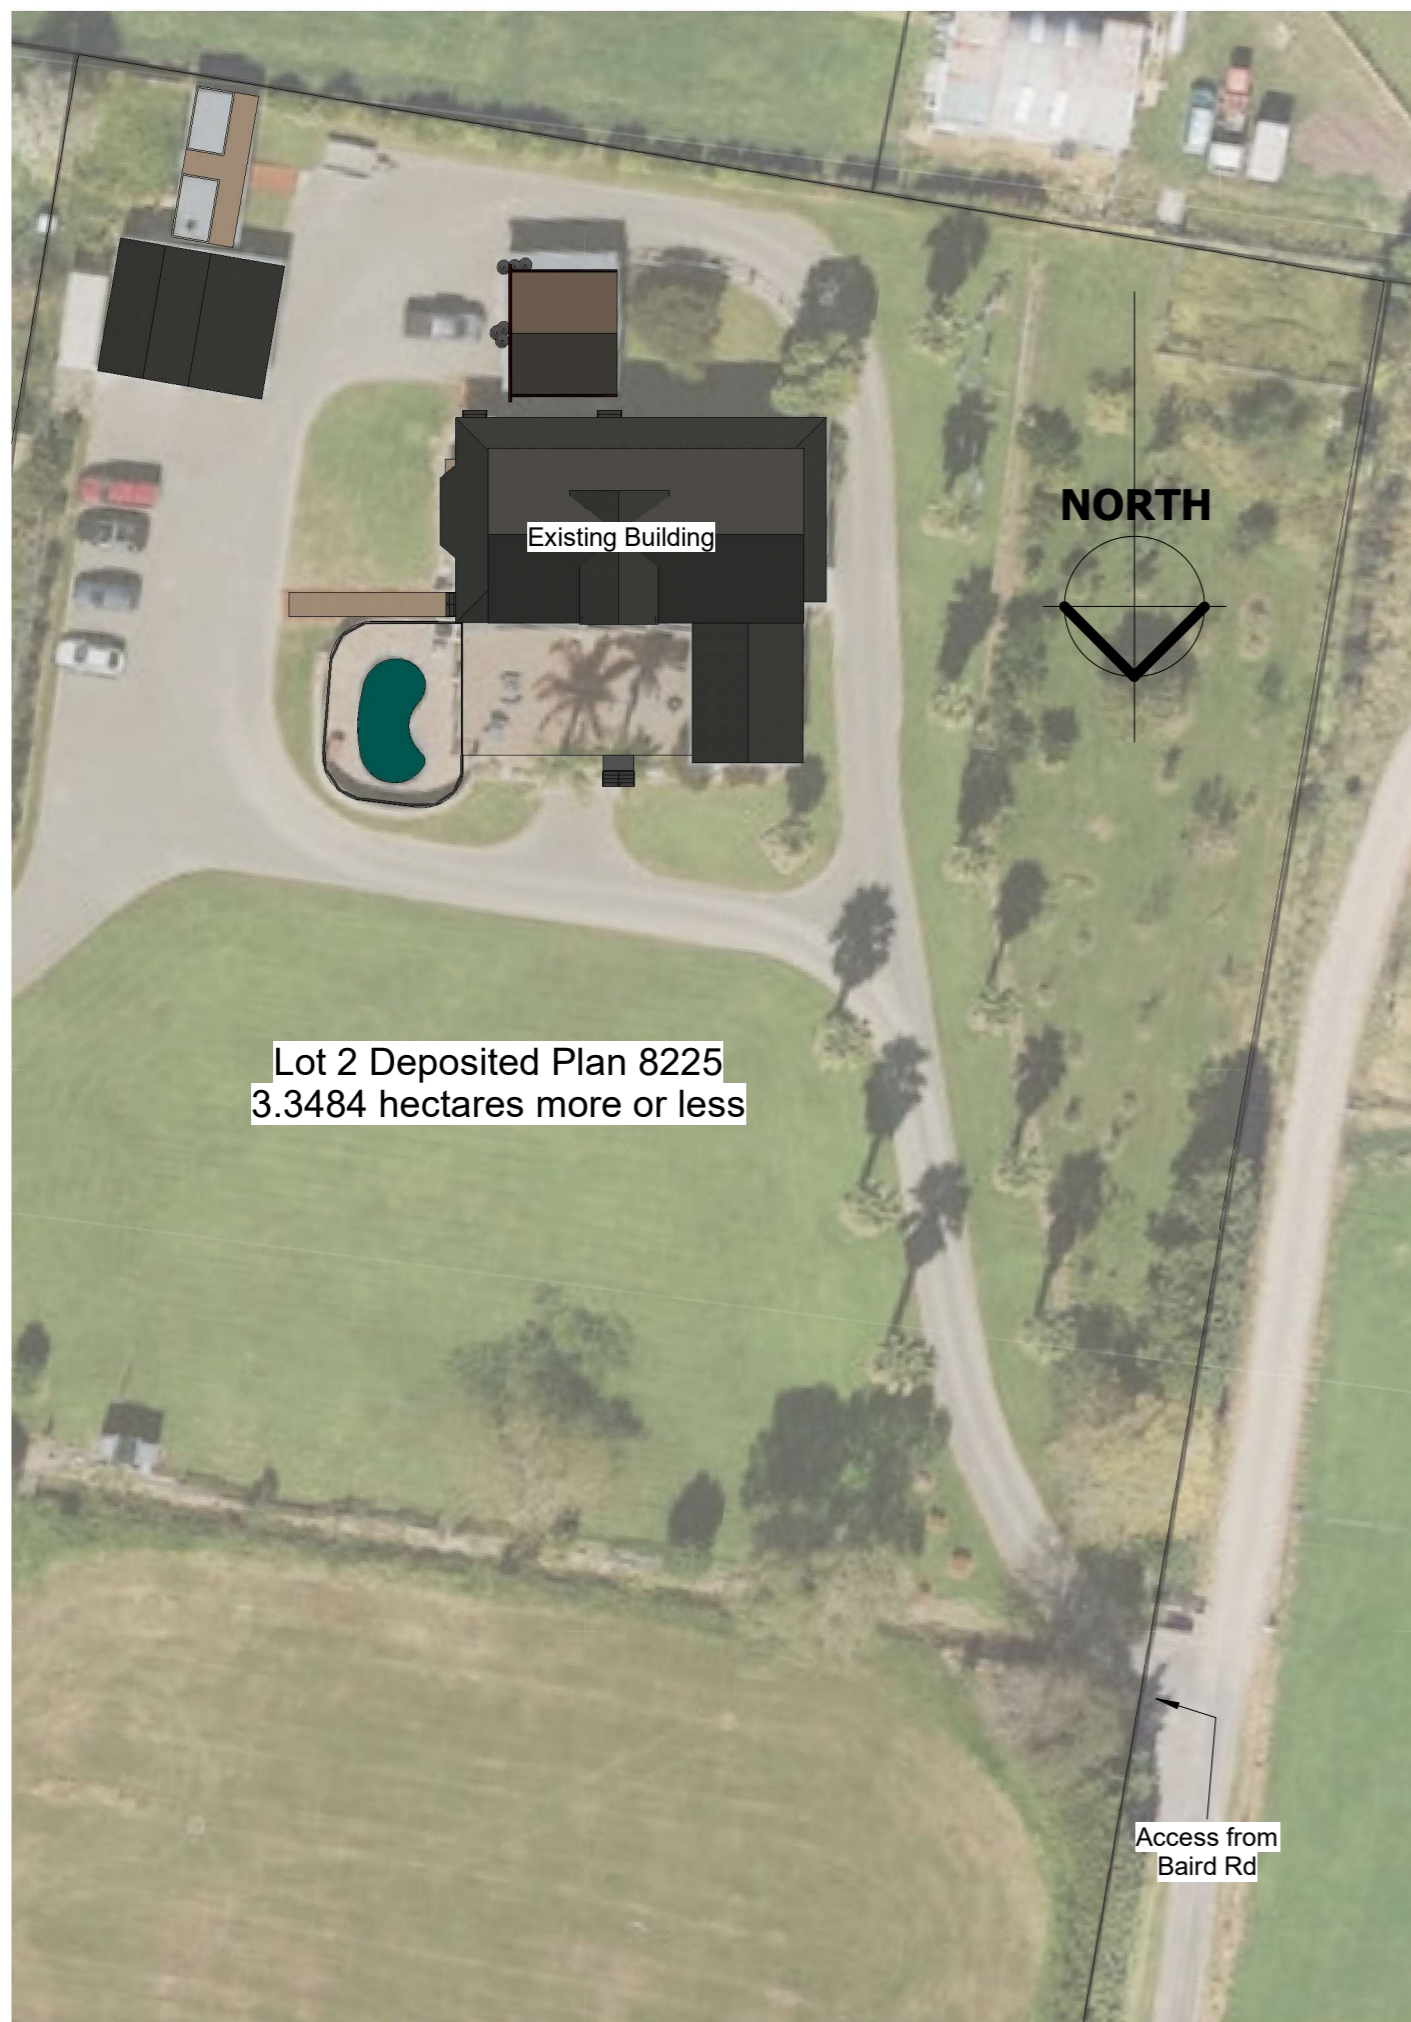 NORTH
Existing Building
Lot 2 Deposited Plan 8225
3.3484 hectares more or less
Access from
Baird Rd